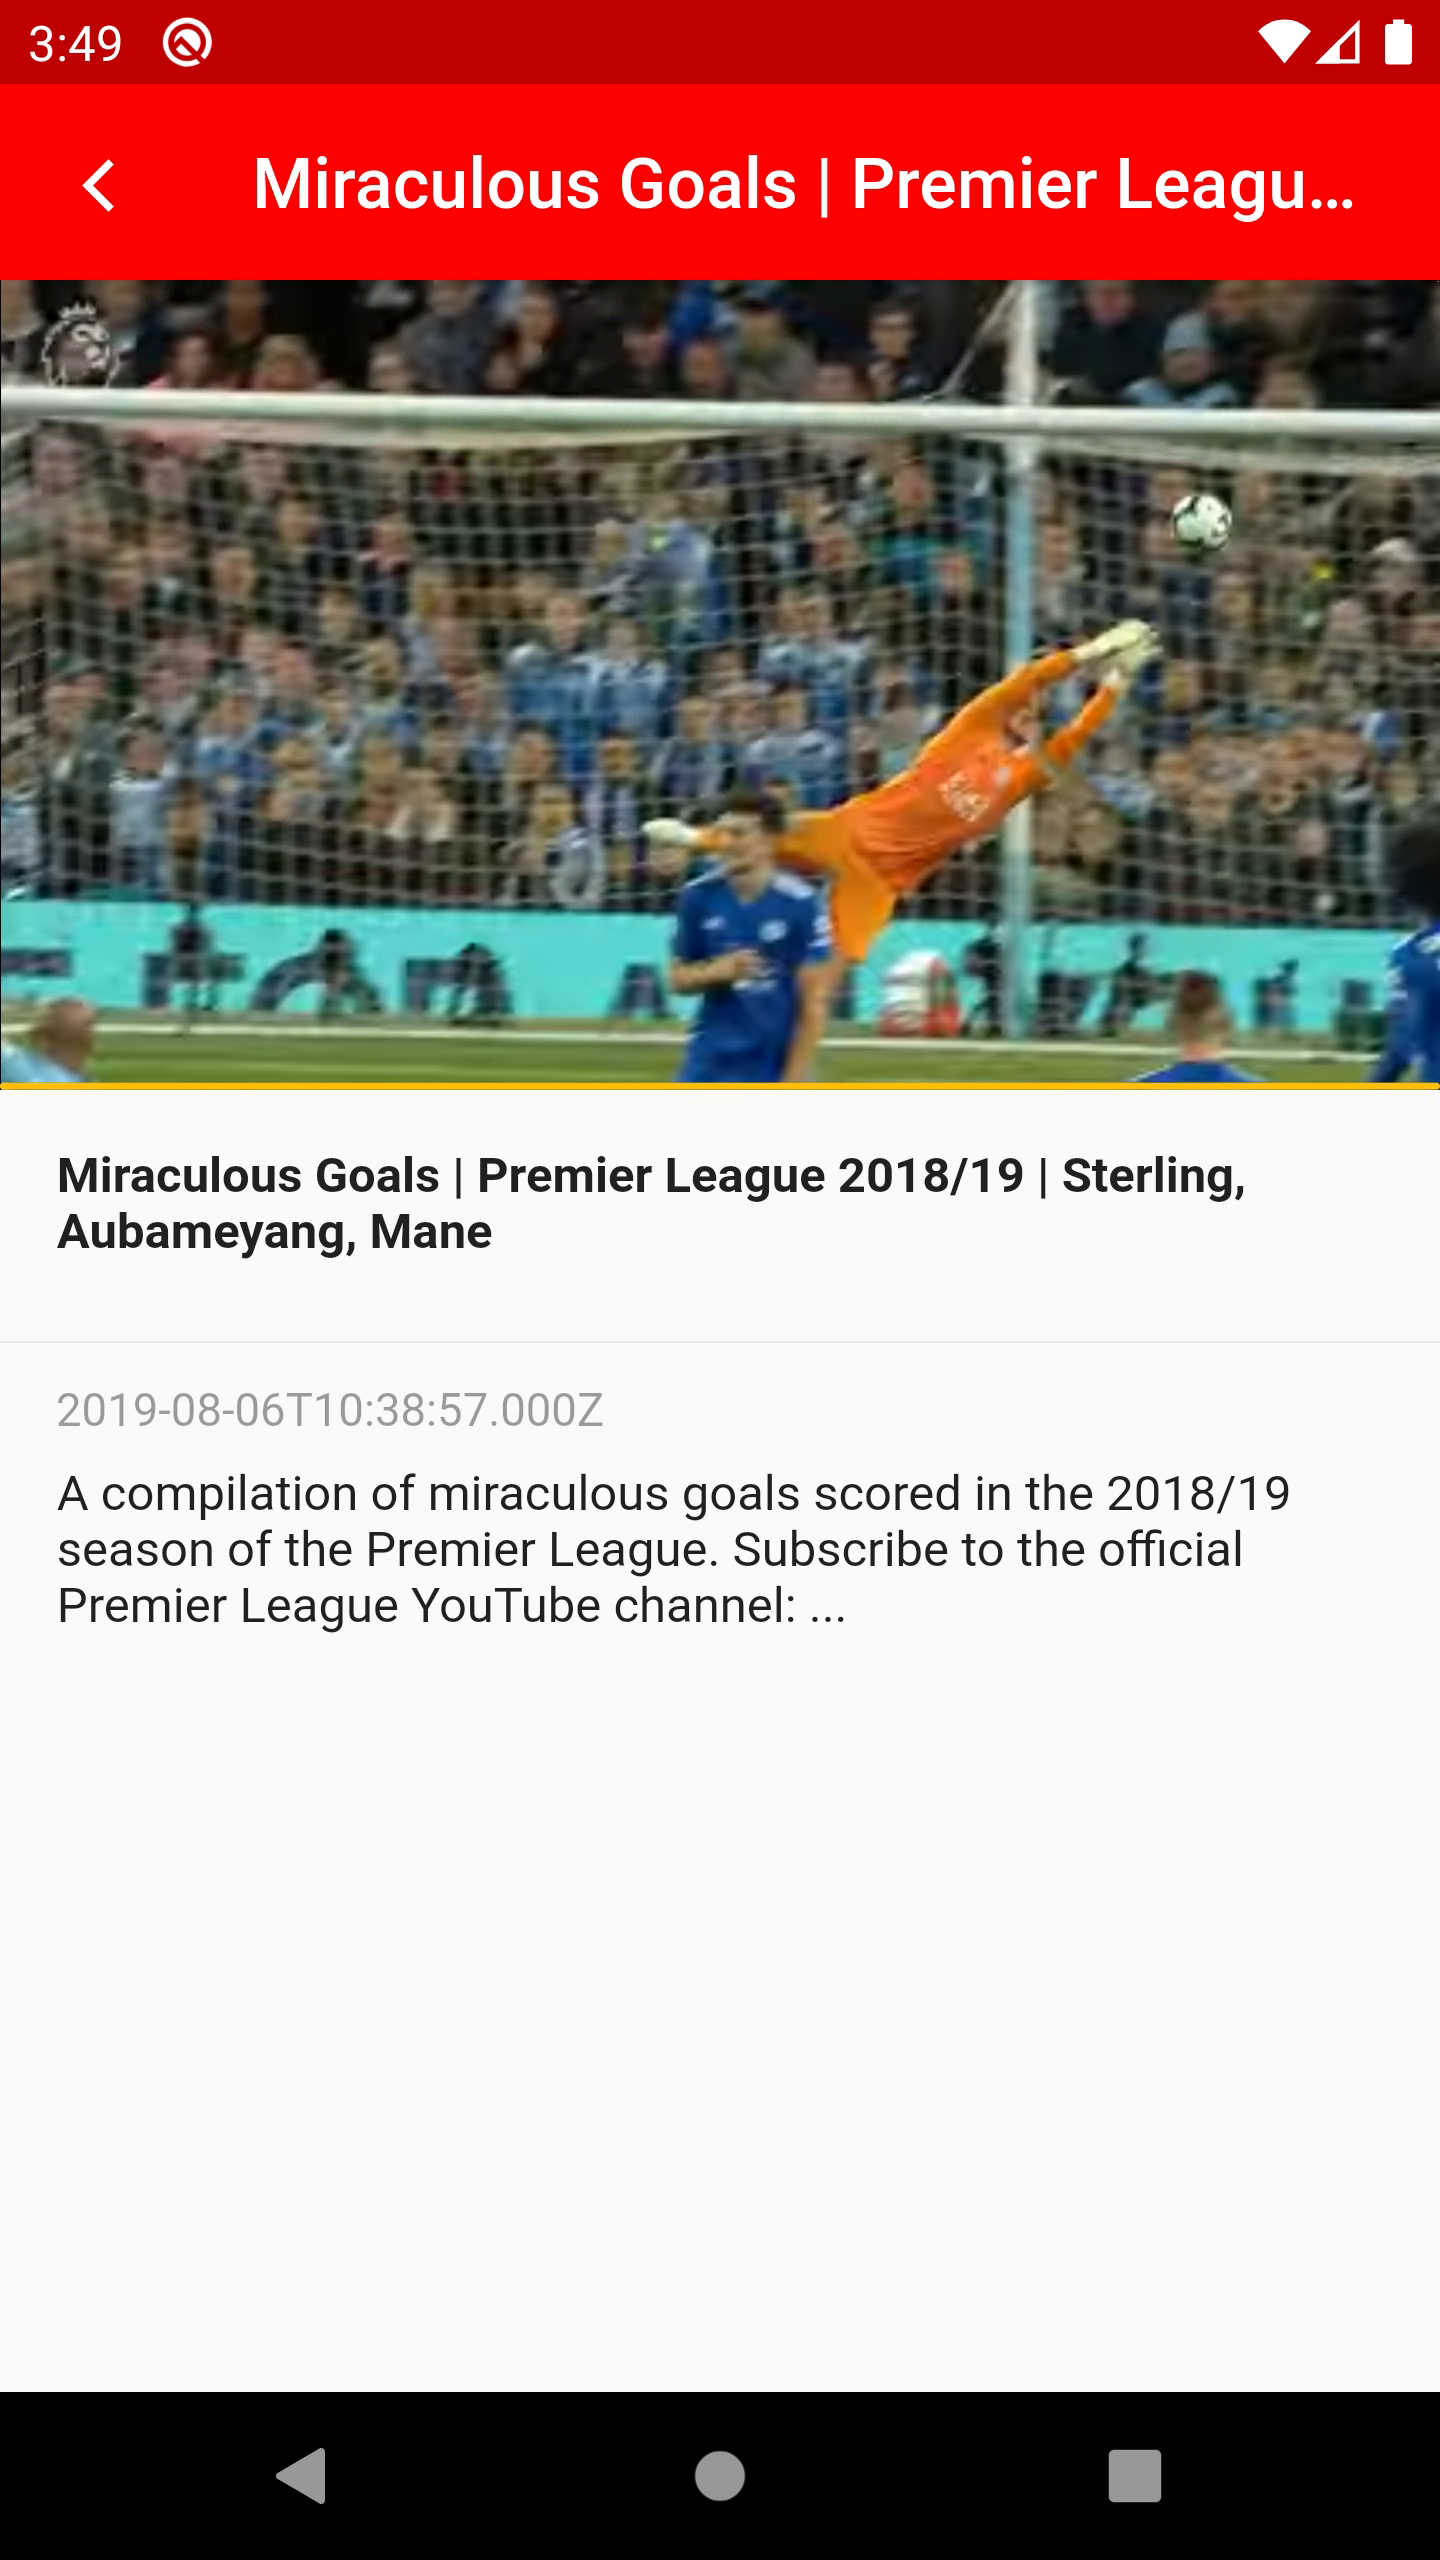 3:49
Miraculous Goals | Premier Leagu...
Miraculous Goals | Premier League 2018/19 | Sterling,
Aubameyang, Mane
2019-08-06T10:38:57.000Z
A compilation of miraculous goals scored in the 2018/19
season of the Premier League. Subscribe to the official
Premier League YouTube channel: ...